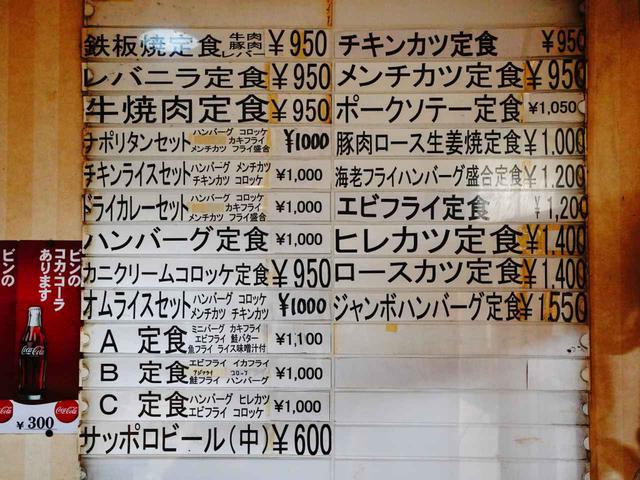 鉄板焼定食 牛肉 豚肉 レバー ¥950
レバニラ定食 ¥950
牛焼肉定食 ¥950
ナポリタンセット ハンバーグ コロッケ カキフライ メンチカツ フライ盛合 ¥1000
チキンライスセット ハンバーグ メンチカツ チキンカツ コロッケ ¥1,000
ドライカレーセット ハンバーグ コロッケ カキフライ メンチカツ フライ盛合 ¥1,000
ハンバーグ定食 ¥1,000
カニクリームコロッケ定食 ¥950
オムライスセット ハンバーグ コロッケ メンチカツ チキンカツ ¥1000
A 定食 ミニバーグ カキフライ エビフライ 鮭バター 魚フライ ライス味噌汁付 ¥1,100
B 定食 エビフライ イカフライ アジフライ コロッケ 鮭フライ ハンバーグ ¥1,000
C 定食 ハンバーグ ヒレカツ エビフライ コロッケ ¥1,000
サッポロビール(中) ¥600
チキンカツ定食 ¥950
メンチカツ定食 ¥950
ポークソテー定食 ¥1,050
豚肉ロース生姜焼定食 ¥1,000
海老フライハンバーグ盛合定食 ¥1,200
エビフライ定食 ¥1,200
ヒレカツ定食 ¥1,400
ロースカツ定食 ¥1,400
ジャンボハンバーグ定食 ¥1,550
ビンの
コカ・コーラ
あります
Coca-Cola
¥300
ビンの